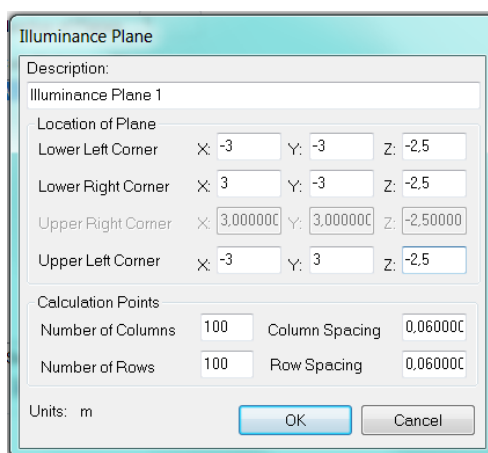 Illuminance Plane
Description:
Illuminance Plane 1
Location of Plane
Lower Left Corner X: -3 Y: -3 Z: -2,5
Lower Right Corner X: 3 Y: -3 Z: -2,5
Upper Right Corner X: 3,00000C Y: 3,00000C Z: -2,50000
Upper Left Corner X: -3 Y: 3 Z: -2,5
Calculation Points
Number of Columns 100 Column Spacing 0,06000C
Number of Rows 100 Row Spacing 0,06000C
Units: m
OK Cancel